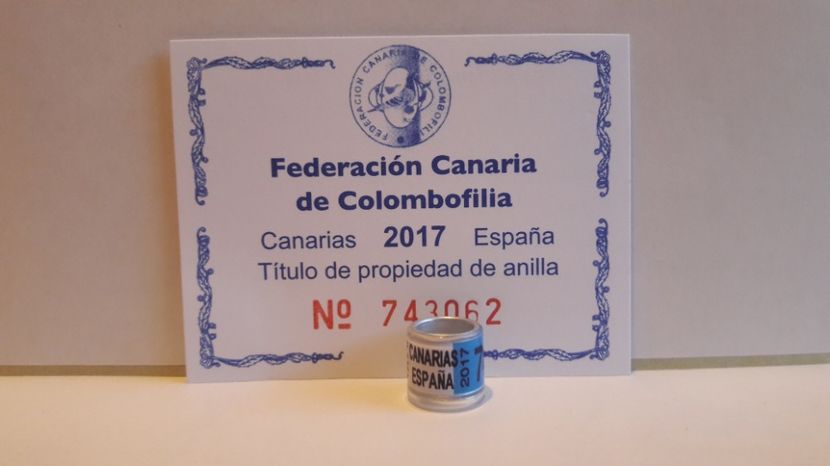 FEDERACION CANARIA DE COLOMBOFILIA
Federación Canaria
de Colombofilia
Canarias 2017 España
Título de propiedad de anilla
Nº 743062
CANARIAS
ESPAÑA
2017
7